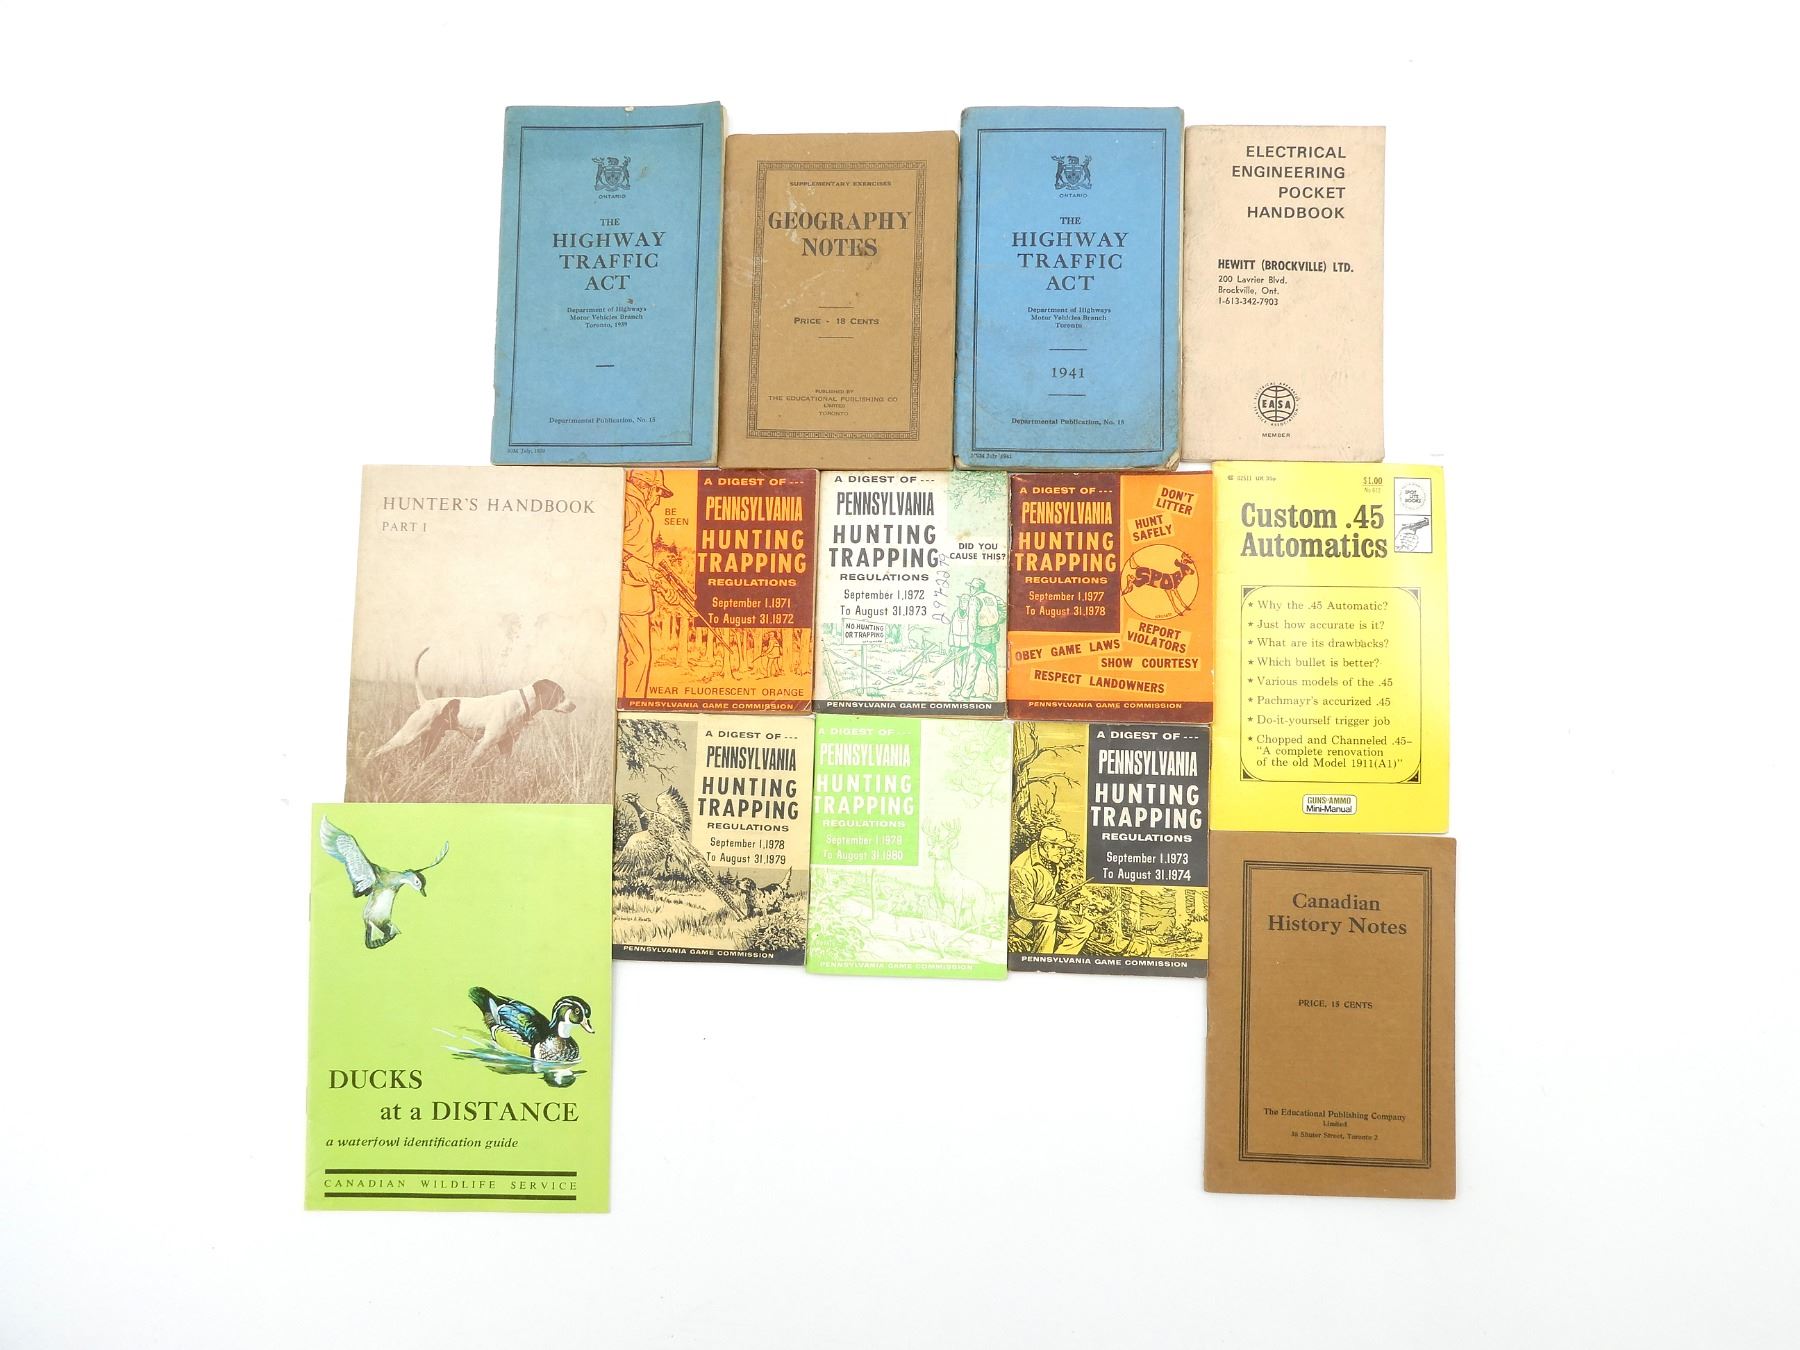 ONTARIO
THE
HIGHWAY
TRAFFIC
ACT
Department of Highways
Motor Vehicles Branch
Toronto, 1939
Departmental Publication, No. 15
SUPPLEMENTARY EXERCISES
GEOGRAPHY
NOTES
PRICE - 18 CENTS
PUBLISHED BY
THE EDUCATIONAL PUBLISHING CO
LIMITED
TORONTO
ONTARIO
THE
HIGHWAY
TRAFFIC
ACT
Department of Highways
Motor Vehicles Branch
Toronto
1941
Departmental Publication, No. 15
ELECTRICAL
ENGINEERING
POCKET
HANDBOOK
HEWITT (BROCKVILLE) LTD.
200 Lavrier Blvd.
Brockville, Ont.
1-613-342-7903
EASA
MEMBER
HUNTER'S HANDBOOK
PART I
A DIGEST OF ---
PENNSYLVANIA
HUNTING
TRAPPING
REGULATIONS
September 1,1971
To August 31,1972
BE
SEEN
WEAR FLUORESCENT ORANGE
PENNSYLVANIA GAME COMMISSION
A DIGEST OF ---
PENNSYLVANIA
HUNTING
TRAPPING
REGULATIONS
September 1,1972
To August 31,1973
DID YOU
CAUSE THIS?
NO HUNTING
OR TRAPPING
PENNSYLVANIA GAME COMMISSION
A DIGEST OF ---
PENNSYLVANIA
HUNTING
TRAPPING
REGULATIONS
September 1,1977
To August 31,1978
DON'T
LITTER
HUNT
SAFELY
SPORT
REPORT
VIOLATORS
OBEY GAME LAWS
SHOW COURTESY
RESPECT LANDOWNERS
PENNSYLVANIA GAME COMMISSION
02511 UK 35p
$1.00
No 612
SPOT
LITE
BOOKS
Custom .45
Automatics
★ Why the .45 Automatic?
★ Just how accurate is it?
★ What are its drawbacks?
★ Which bullet is better?
★ Various models of the .45
★ Pachmayr's accurized .45
★ Do-it-yourself trigger job
★ Chopped and Channeled .45–
"A complete renovation
of the old Model 1911(A1)"
GUNS & AMMO
Mini-Manual
A DIGEST OF ---
PENNSYLVANIA
HUNTING
TRAPPING
REGULATIONS
September 1,1978
To August 31,1979
PENNSYLVANIA GAME COMMISSION
A DIGEST OF ---
PENNSYLVANIA
HUNTING
TRAPPING
REGULATIONS
September 1,1979
To August 31,1980
PENNSYLVANIA GAME COMMISSION
A DIGEST OF ---
PENNSYLVANIA
HUNTING
TRAPPING
REGULATIONS
September 1,1973
To August 31,1974
PENNSYLVANIA GAME COMMISSION
DUCKS
at a DISTANCE
a waterfowl identification guide
CANADIAN WILDLIFE SERVICE
Canadian
History Notes
PRICE, 15 CENTS
The Educational Publishing Company
Limited
36 Shuter Street, Toronto 2